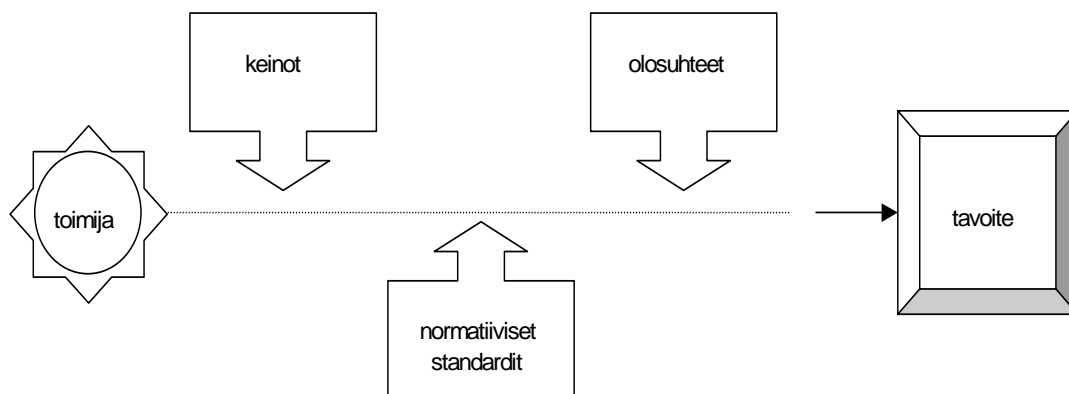 keinot
olosuhteet
toimija
tavoite
normatiiviset
standardit